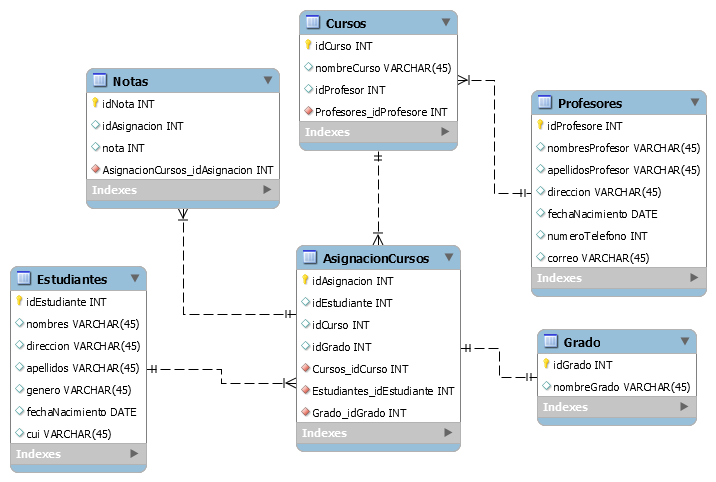 Cursos
idCurso INT
nombreCurso VARCHAR(45)
idProfesor INT
Profesores_idProfesore INT
Indexes
Notas
idNota INT
idAsignacion INT
nota INT
AsignacionCursos_idAsignacion INT
Indexes
Profesores
idProfesore INT
nombresProfesor VARCHAR(45)
apellidosProfesor VARCHAR(45)
direccion VARCHAR(45)
fechaNacimiento DATE
numeroTelefono INT
correo VARCHAR(45)
Indexes
Estudiantes
idEstudiante INT
nombres VARCHAR(45)
direccion VARCHAR(45)
apellidos VARCHAR(45)
genero VARCHAR(45)
fechaNacimiento DATE
cui VARCHAR(45)
Indexes
AsignacionCursos
idAsignacion INT
idEstudiante INT
idCurso INT
idGrado INT
Cursos_idCurso INT
Estudiantes_idEstudiante INT
Grado_idGrado INT
Indexes
Grado
idGrado INT
nombreGrado VARCHAR(45)
Indexes